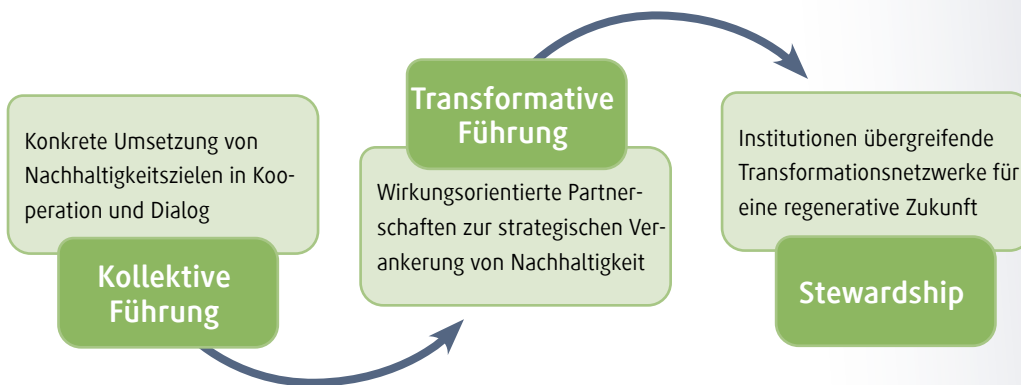 Konkrete Umsetzung von
Nachhaltigkeitszielen in Koo-
peration und Dialog
Kollektive
Führung
Transformative
Führung
Wirkungsorientierte Partner-
schaften zur strategischen Ver-
ankerung von Nachhaltigkeit
Institutionen übergreifende
Transformationsnetzwerke für
eine regenerative Zukunft
Stewardship